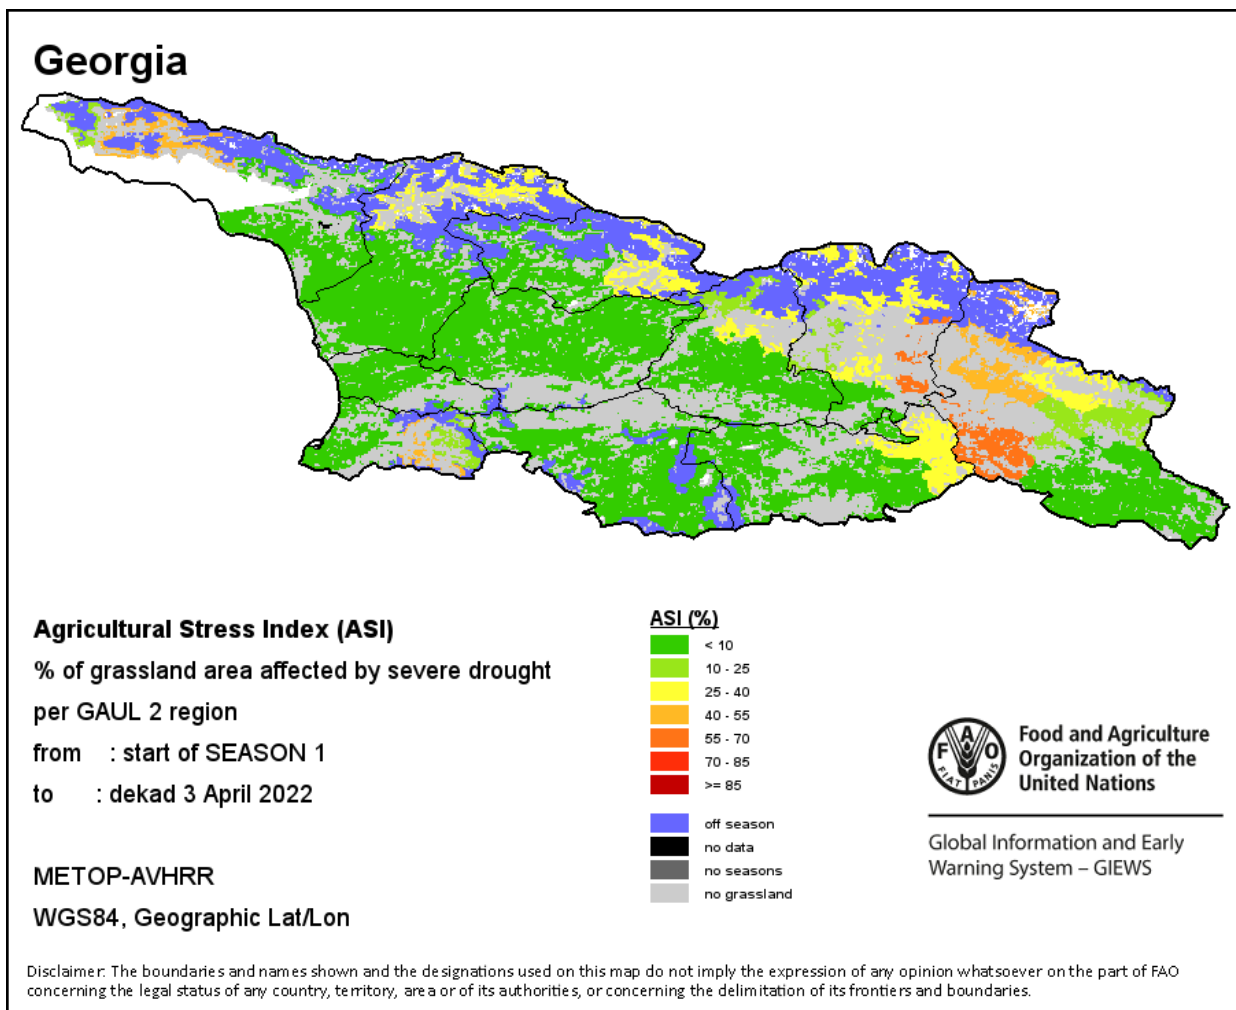 Georgia
Agricultural Stress Index (ASI)
% of grassland area affected by severe drought
per GAUL 2 region
from : start of SEASON 1
to : dekad 3 April 2022
METOP-AVHRR
WGS84, Geographic Lat/Lon
ASI (%)
< 10
10 - 25
25 - 40
40 - 55
55 - 70
70 - 85
>= 85
off season
no data
no seasons
no grassland
F A O
FIAT PANIS
Food and Agriculture
Organization of the
United Nations
Global Information and Early
Warning System – GIEWS
Disclaimer: The boundaries and names shown and the designations used on this map do not imply the expression of any opinion whatsoever on the part of FAO
concerning the legal status of any country, territory, area or of its authorities, or concerning the delimitation of its frontiers and boundaries.